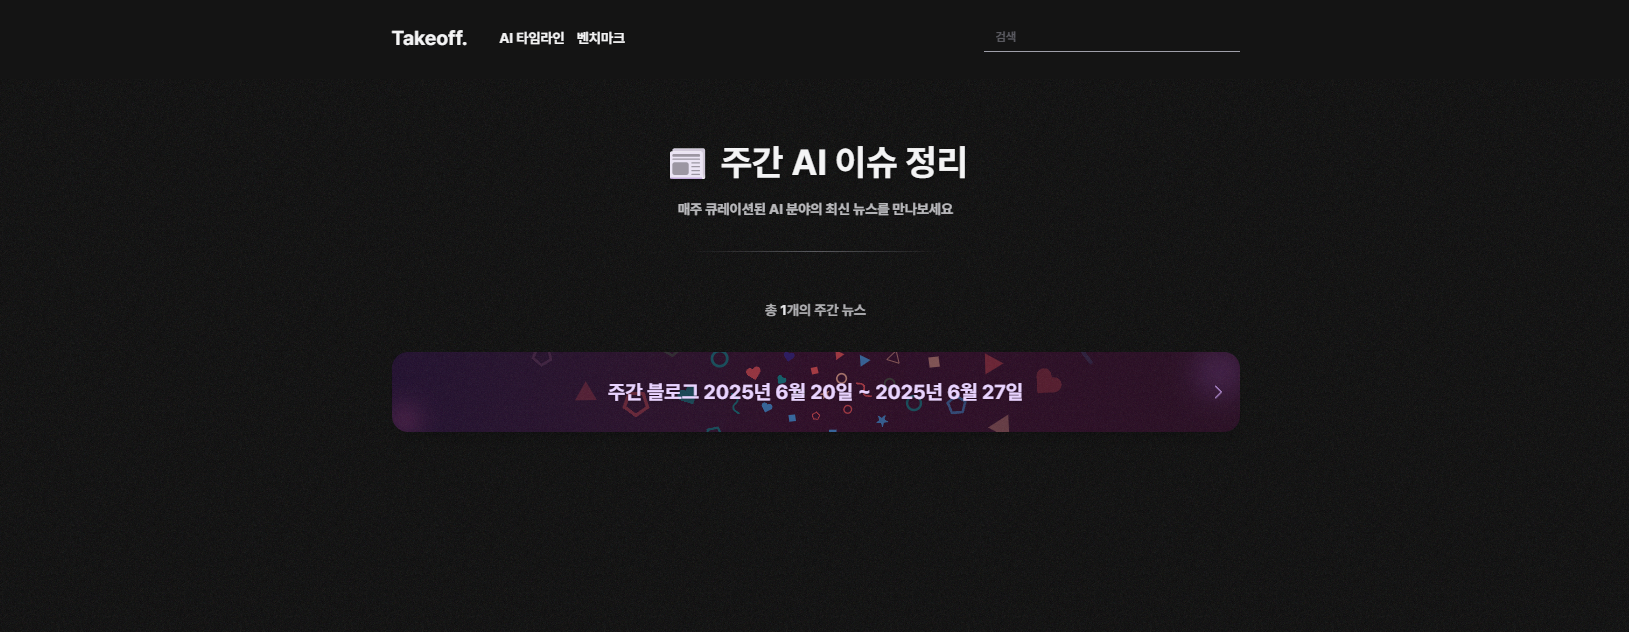 Takeoff. AI 타임라인 벤치마크 검색
주간 AI 이슈 정리
매주 큐레이션된 AI 분야의 최신 뉴스를 만나보세요
총 1개의 주간 뉴스
주간 블로그 2025년 6월 20일 ~ 2025년 6월 27일